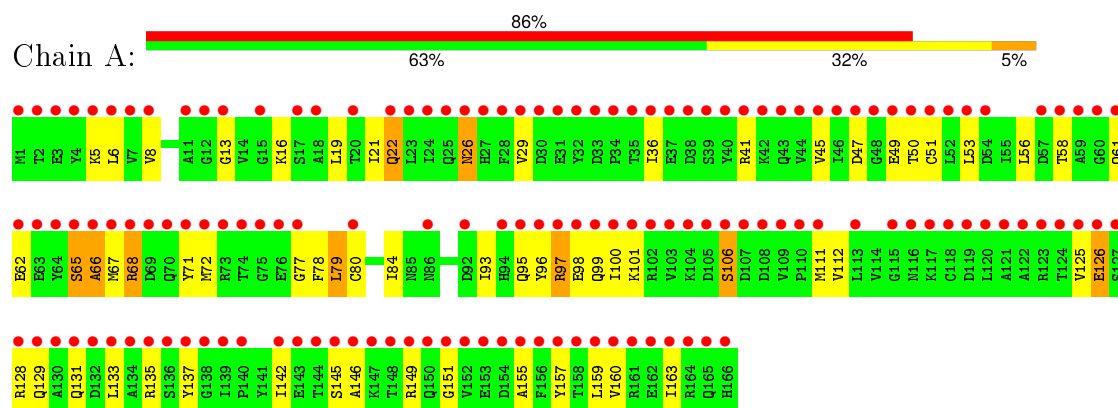 86%
Chain A:
63% 32% 5%
M1 T2 E3 Y4 K5 L6 V7 V8 A11 G12 G13 V14 G15 K16 S17 A18 L19 T20 I21 Q22 L23 I24 Q25 N26 H27 F28 V29 D30 E31 Y32 D33 P34 T35 I36 E37 D38 S39 Y40 R41 K42 Q43 V44 V45 I46 D47 G48 E49 T50 C51 L52 L53 D54 I55 L56 D57 T58 A59 G60 Q61
E62 E63 Y64 S65 A66 M67 R68 D69 Q70 Y71 M72 R73 T74 G75 E76 G77 F78 L79 C80 I84 N85 N86 D92 I93 H94 Q95 Y96 R97 E98 Q99 I100 K101 R102 V103 K104 D105 S106 D107 D108 V109 P110 M111 V112 L113 V114 G115 N116 K117 C118 D119 L120 A121 A122 R123 T124 V125 E126 S127
R128 Q129 A130 Q131 D132 L133 A134 R135 S136 Y137 G138 I139 P140 Y141 I142 E143 T144 S145 A146 K147 T148 R149 Q150 G151 V152 E153 D154 A155 F156 Y157 T158 L159 V160 R161 E162 I163 R164 Q165 H166